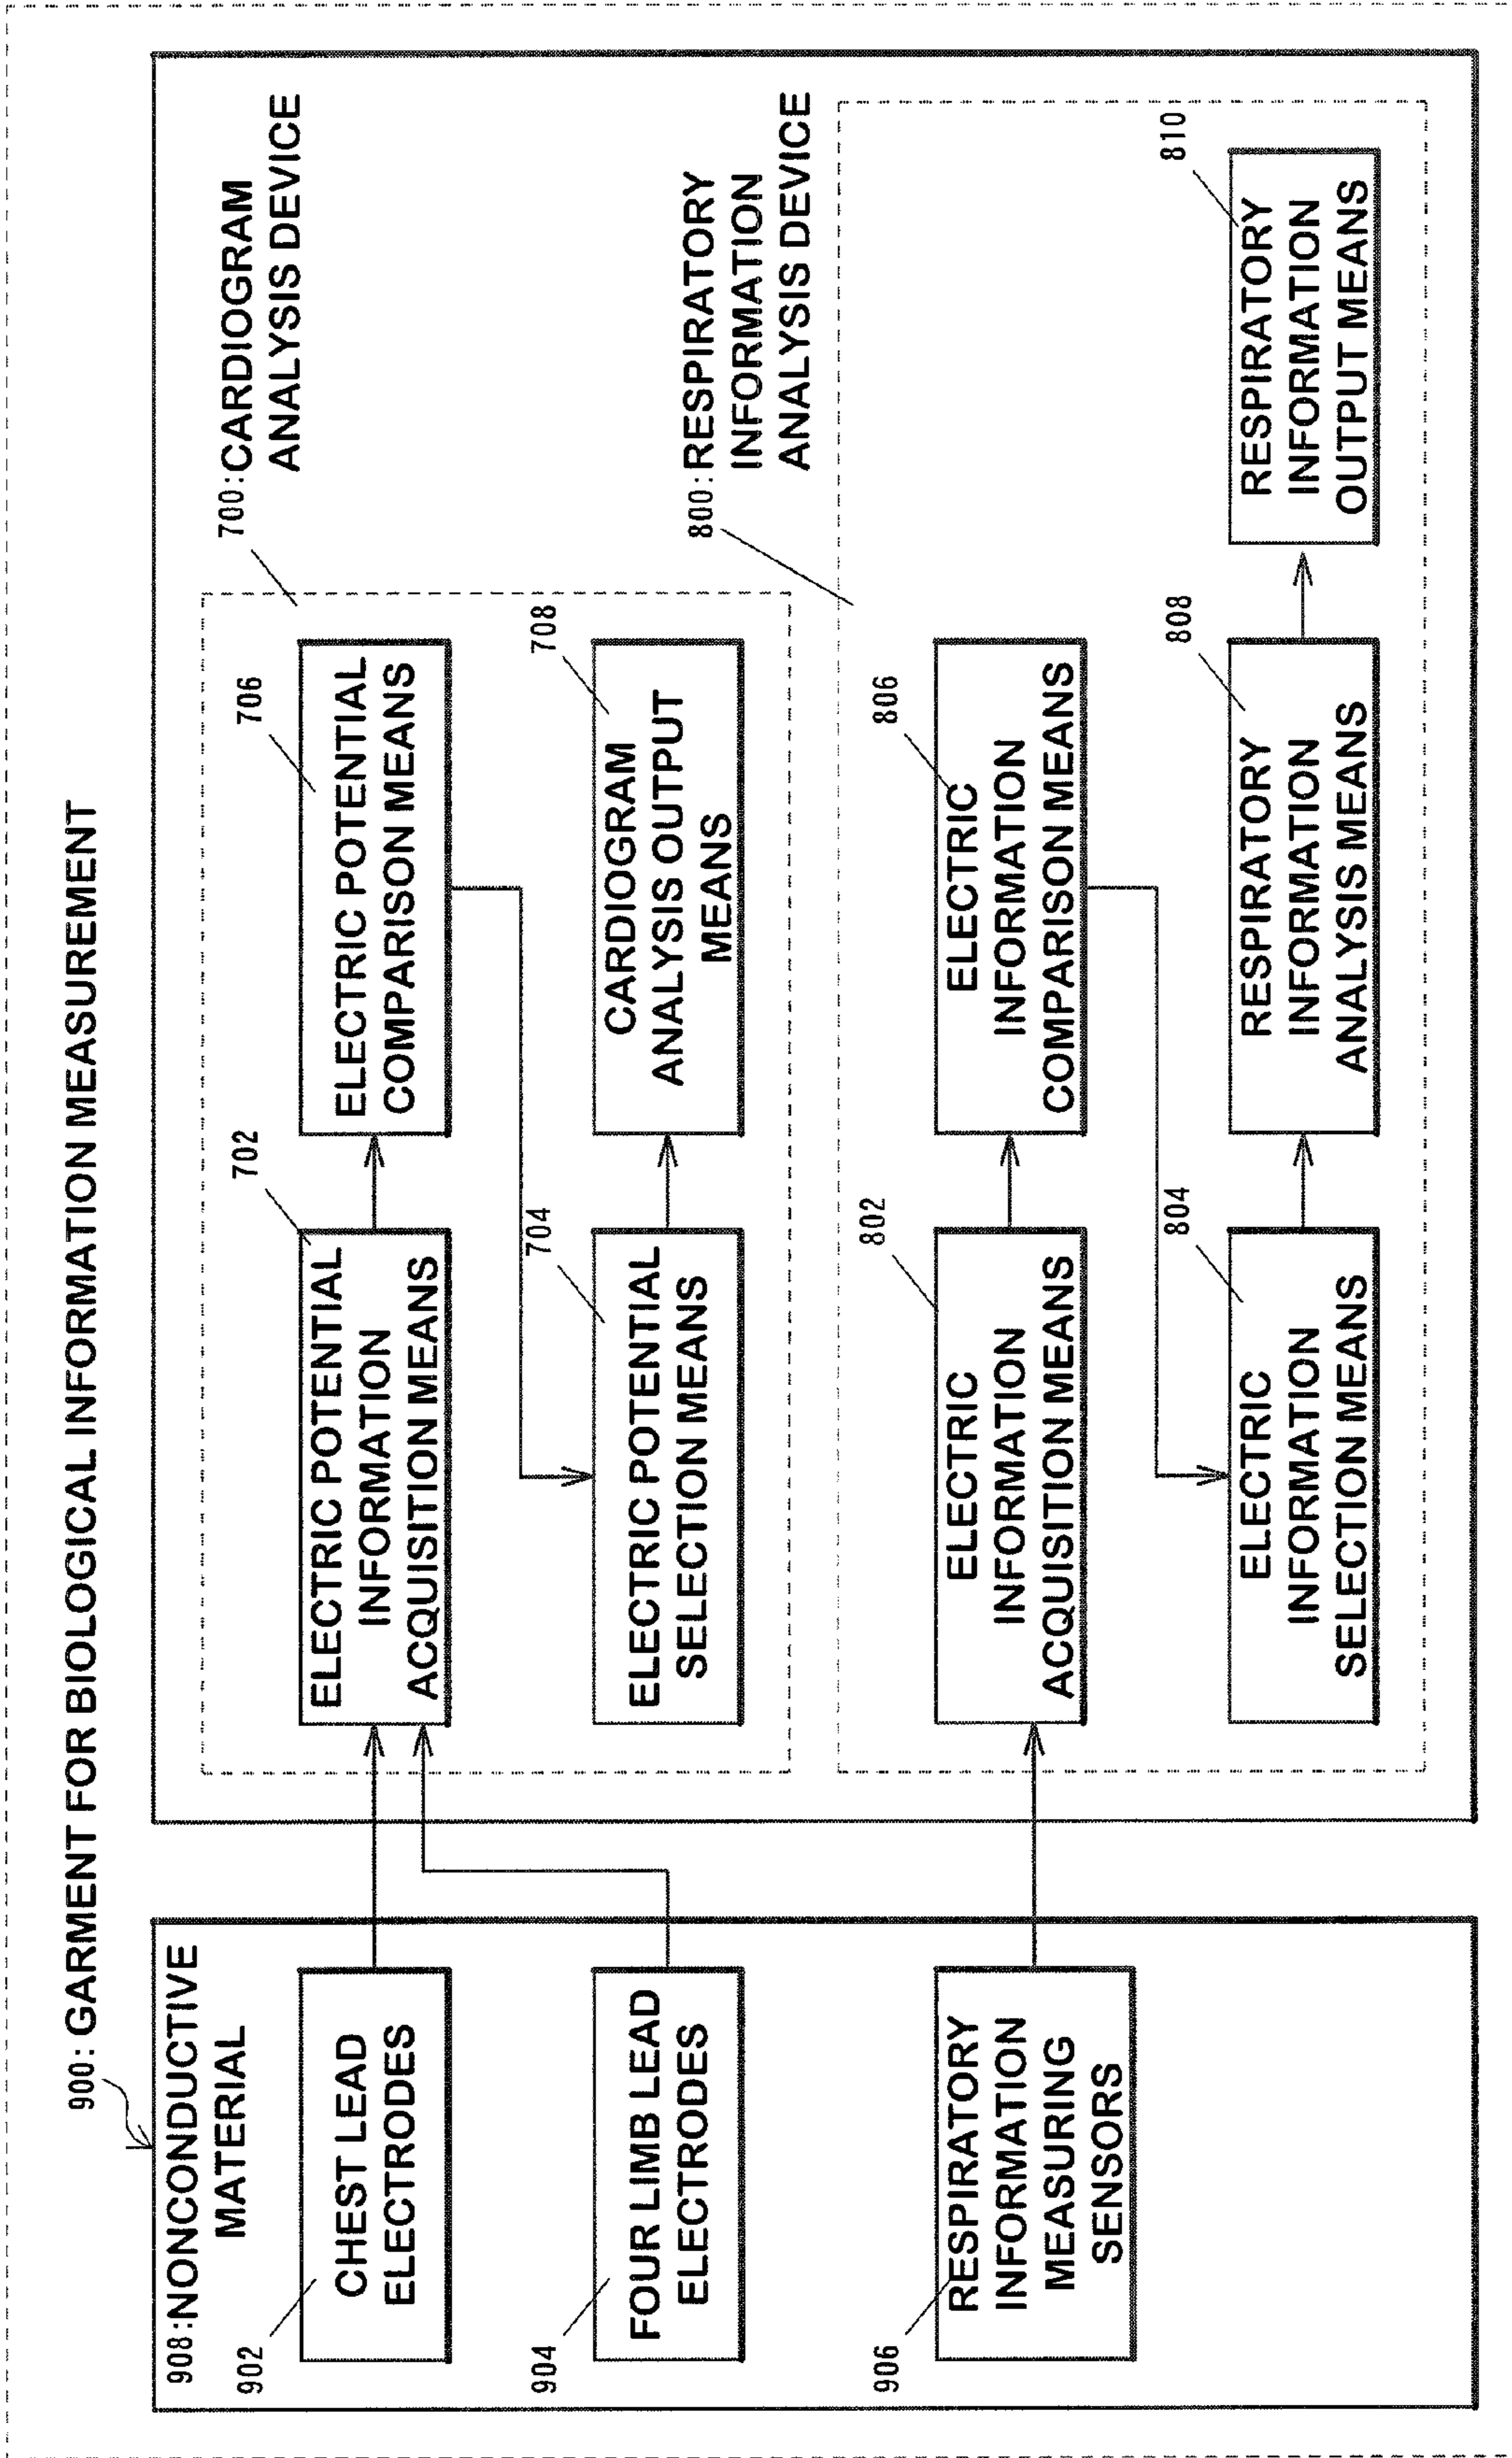 900: GARMENT FOR BIOLOGICAL INFORMATION MEASUREMENT
908:NONCONDUCTIVE
MATERIAL
902
CHEST LEAD
ELECTRODES
904
FOUR LIMB LEAD
ELECTRODES
906
RESPIRATORY
INFORMATION
MEASURING
SENSORS
700:CARDIOGRAM
ANALYSIS DEVICE
702
ELECTRIC POTENTIAL
INFORMATION
ACQUISITION MEANS
706
ELECTRIC POTENTIAL
COMPARISON MEANS
704
ELECTRIC POTENTIAL
SELECTION MEANS
708
CARDIOGRAM
ANALYSIS OUTPUT
MEANS
800:RESPIRATORY
INFORMATION
ANALYSIS DEVICE
802
ELECTRIC
INFORMATION
ACQUISITION MEANS
806
ELECTRIC
INFORMATION
COMPARISON MEANS
804
ELECTRIC
INFORMATION
SELECTION MEANS
808
RESPIRATORY
INFORMATION
ANALYSIS MEANS
810
RESPIRATORY
INFORMATION
OUTPUT MEANS